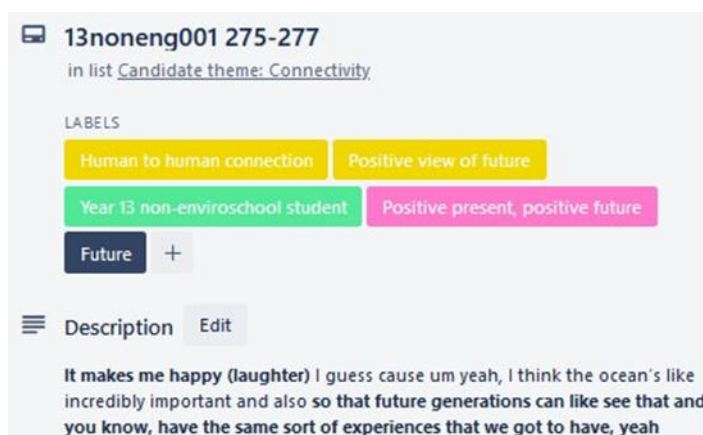 13noneng001 275-277
in list Candidate theme: Connectivity
LABELS
Human to human connection Positive view of future
Year 13 non-enviroschool student Positive present, positive future
Future +
Description Edit
It makes me happy (laughter) I guess cause um yeah, I think the ocean's like
incredibly important and also so that future generations can like see that and
you know, have the same sort of experiences that we got to have, yeah